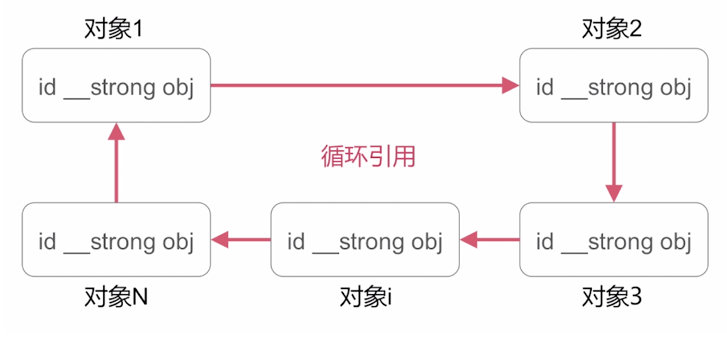 对象1
对象2
id __strong obj
id __strong obj
循环引用
id __strong obj
id __strong obj
id __strong obj
对象N
对象i
对象3